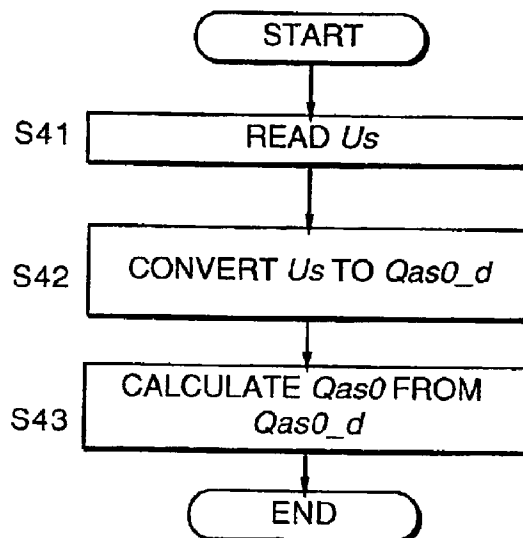 START
S41
READ Us
S42
CONVERT Us TO Qas0_d
S43
CALCULATE Qas0 FROM
Qas0_d
END